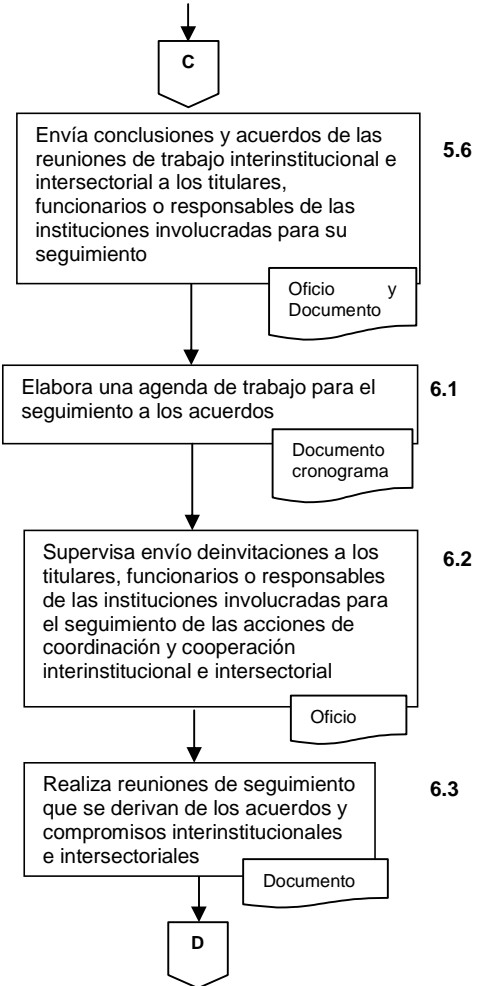 C
Envía conclusiones y acuerdos de las
reuniones de trabajo interinstitucional e
intersectorial a los titulares,
funcionarios o responsables de las
instituciones involucradas para su
seguimiento
5.6
Oficio y
Documento
Elabora una agenda de trabajo para el
seguimiento a los acuerdos
6.1
Documento
cronograma
Supervisa envío deinvitaciones a los
titulares, funcionarios o responsables
de las instituciones involucradas para
el seguimiento de las acciones de
coordinación y cooperación
interinstitucional e intersectorial
6.2
Oficio
Realiza reuniones de seguimiento
que se derivan de los acuerdos y
compromisos interinstitucionales
e intersectoriales
6.3
Documento
D